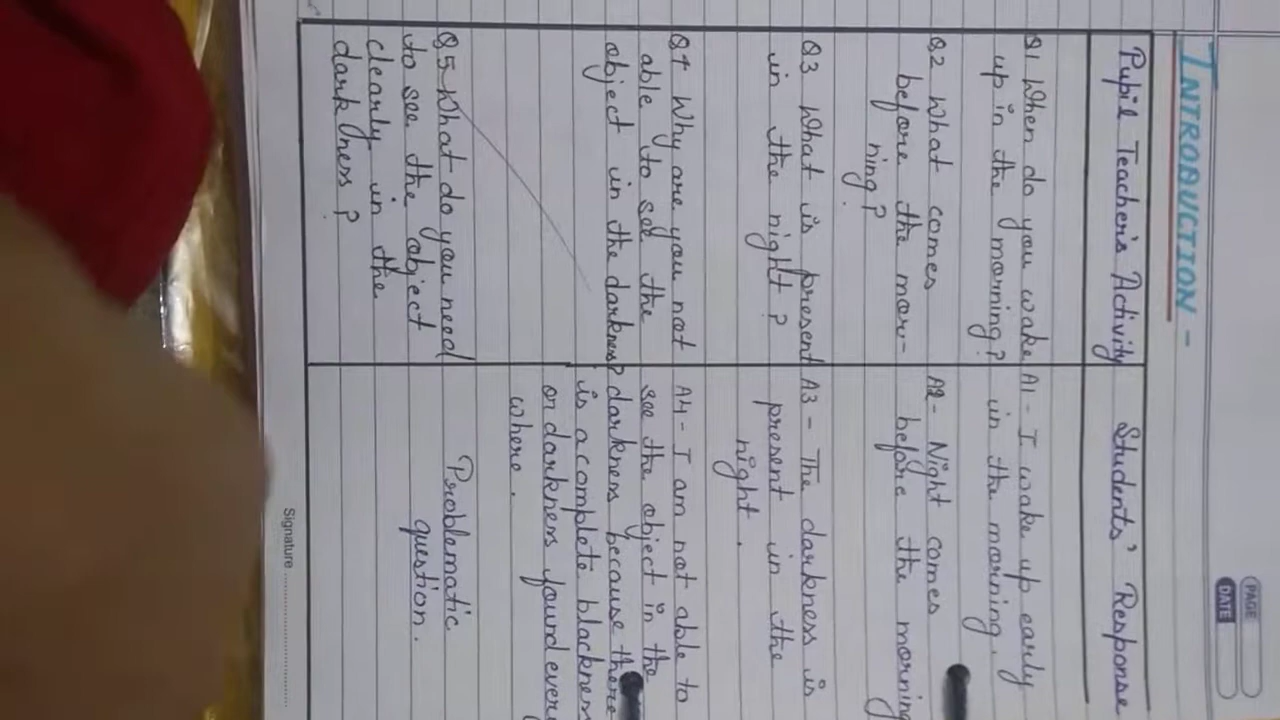 PAGE
DATE
INTRODUCTION -
Pupil Teacher's Activity
Students' Response
Q1 When do you wake
up in the morning?
A1 - I wake up early
in the morning.
Q2 What comes
before the mor-
ning?
A2 - Night comes
before the morning
Q3 What is present
in the night?
A3 - The darkness is
present in the
night.
Q4 Why are you not
able to see the
object in the darkness?
A4 - I am not able to
see the object in the
darkness because there
is a complete blackness
or darkness found every
where.
Q5 What do you need
to see the object
clearly in the
darkness?
Problematic
question.
Signature